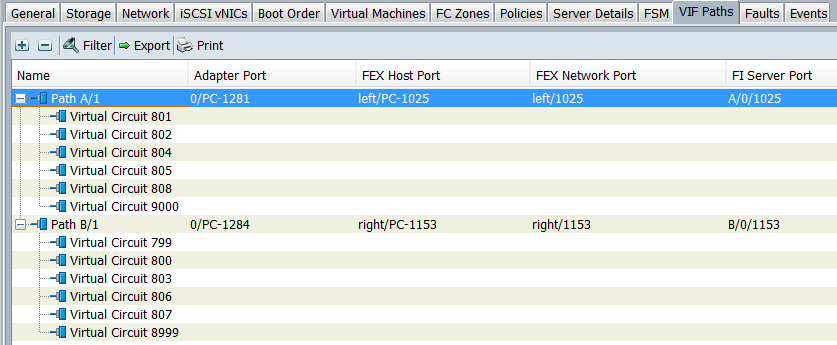 General Storage Network iSCSI vNICs Boot Order Virtual Machines FC Zones Policies Server Details FSM VIF Paths Faults Events
Filter Export Print
Name Adapter Port FEX Host Port FEX Network Port FI Server Port
Path A/1 0/PC-1281 left/PC-1025 left/1025 A/0/1025
Virtual Circuit 801
Virtual Circuit 802
Virtual Circuit 804
Virtual Circuit 805
Virtual Circuit 808
Virtual Circuit 9000
Path B/1 0/PC-1284 right/PC-1153 right/1153 B/0/1153
Virtual Circuit 799
Virtual Circuit 800
Virtual Circuit 803
Virtual Circuit 806
Virtual Circuit 807
Virtual Circuit 8999